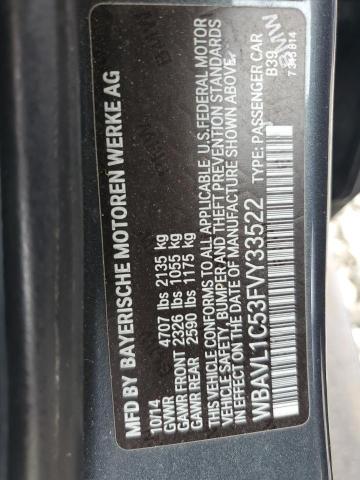 MFD BY BAYERISCHE MOTOREN WERKE AG
10/14
GVWR 4707 lbs 2135 kg
GAWR FRONT 2326 lbs 1055 kg
GAWR REAR 2590 lbs 1175 kg
THIS VEHICLE CONFORMS TO ALL APPLICABLE U.S.FEDERAL MOTOR
VEHICLE SAFETY, BUMPER AND THEFT PREVENTION
STANDARDS IN EFFECT ON THE DATE OF MANUFACTURE SHOWN ABOVE.
WBAVL1C53FVY33522
TYPE: PASSENGER CAR
B39
BMW